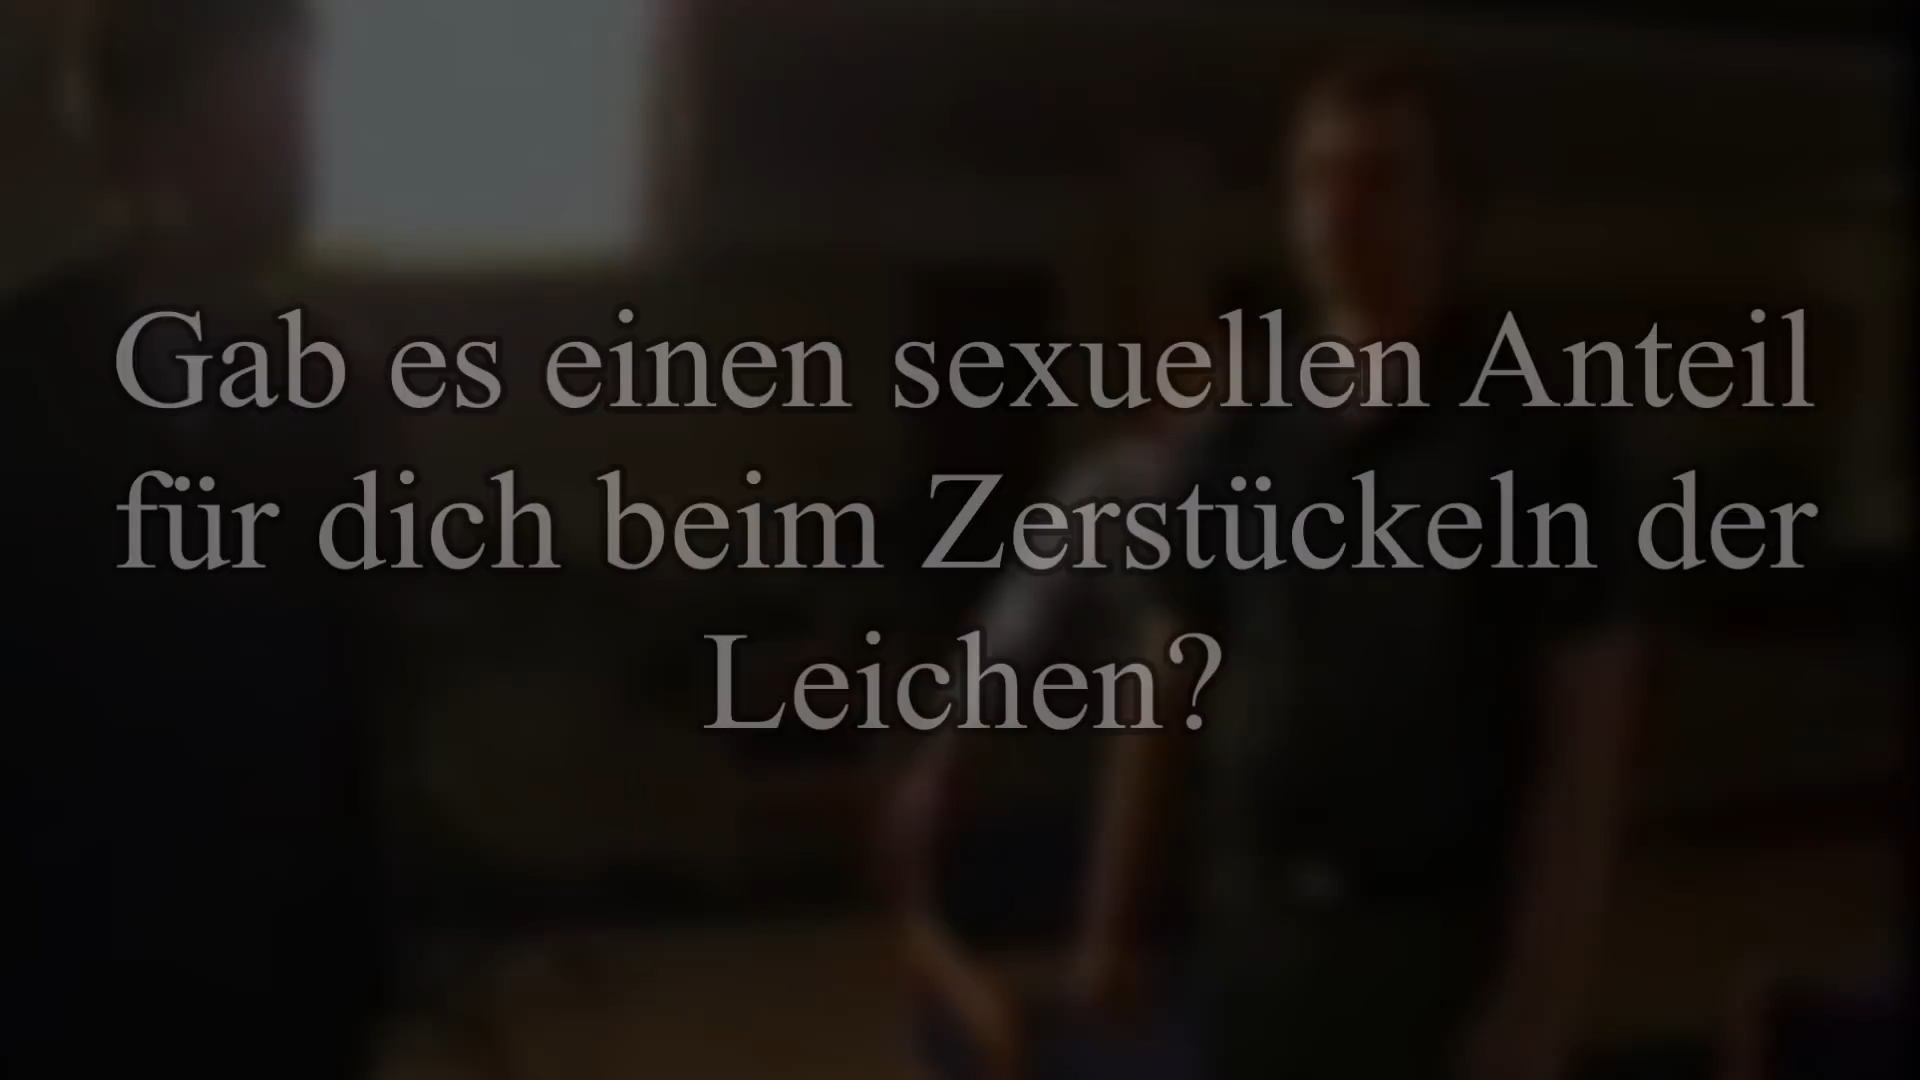 Gab es einen sexuellen Anteil
für dich beim Zerstückeln der
Leichen?